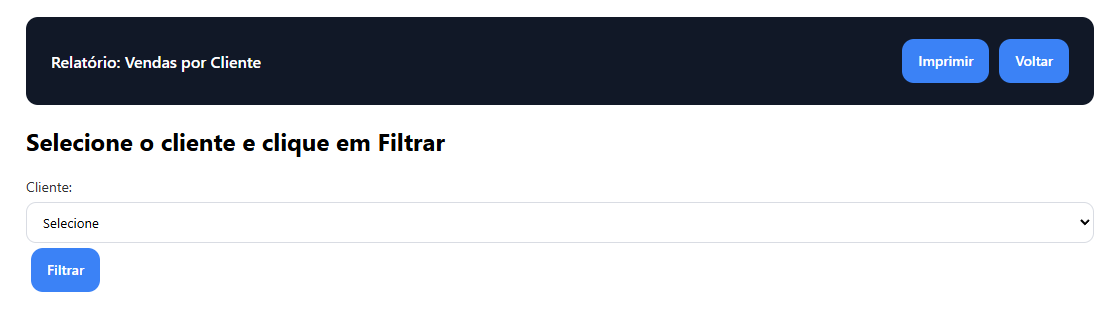 Relatório: Vendas por Cliente
Imprimir
Voltar
Selecione o cliente e clique em Filtrar
Cliente:
Selecione
Filtrar